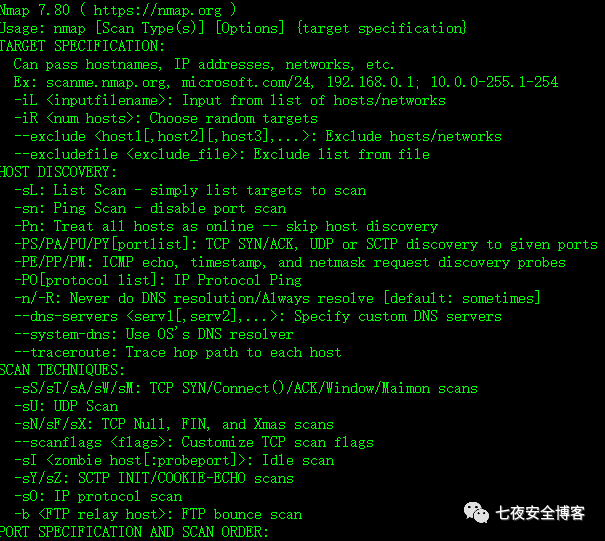 Nmap 7.80 ( https://nmap.org )
Usage: nmap [Scan Type(s)] [Options] {target specification}
TARGET SPECIFICATION:
  Can pass hostnames, IP addresses, networks, etc.
  Ex: scanme.nmap.org, microsoft.com/24, 192.168.0.1; 10.0.0-255.1-254
  -iL <inputfilename>: Input from list of hosts/networks
  -iR <num hosts>: Choose random targets
  --exclude <host1[,host2][,host3],...>: Exclude hosts/networks
  --excludefile <exclude_file>: Exclude list from file
HOST DISCOVERY:
  -sL: List Scan - simply list targets to scan
  -sn: Ping Scan - disable port scan
  -Pn: Treat all hosts as online -- skip host discovery
  -PS/PA/PU/PY[portlist]: TCP SYN/ACK, UDP or SCTP discovery to given ports
  -PE/PP/PM: ICMP echo, timestamp, and netmask request discovery probes
  -PO[protocol list]: IP Protocol Ping
  -n/-R: Never do DNS resolution/Always resolve [default: sometimes]
  --dns-servers <serv1[,serv2],...>: Specify custom DNS servers
  --system-dns: Use OS's DNS resolver
  --traceroute: Trace hop path to each host
SCAN TECHNIQUES:
  -sS/sT/sA/sW/sM: TCP SYN/Connect()/ACK/Window/Maimon scans
  -sU: UDP Scan
  -sN/sF/sX: TCP Null, FIN, and Xmas scans
  --scanflags <flags>: Customize TCP scan flags
  -sI <zombie host[:probeport]>: Idle scan
  -sY/sZ: SCTP INIT/COOKIE-ECHO scans
  -sO: IP protocol scan
  -b <FTP relay host>: FTP bounce scan
PORT SPECIFICATION AND SCAN ORDER:
七夜安全博客